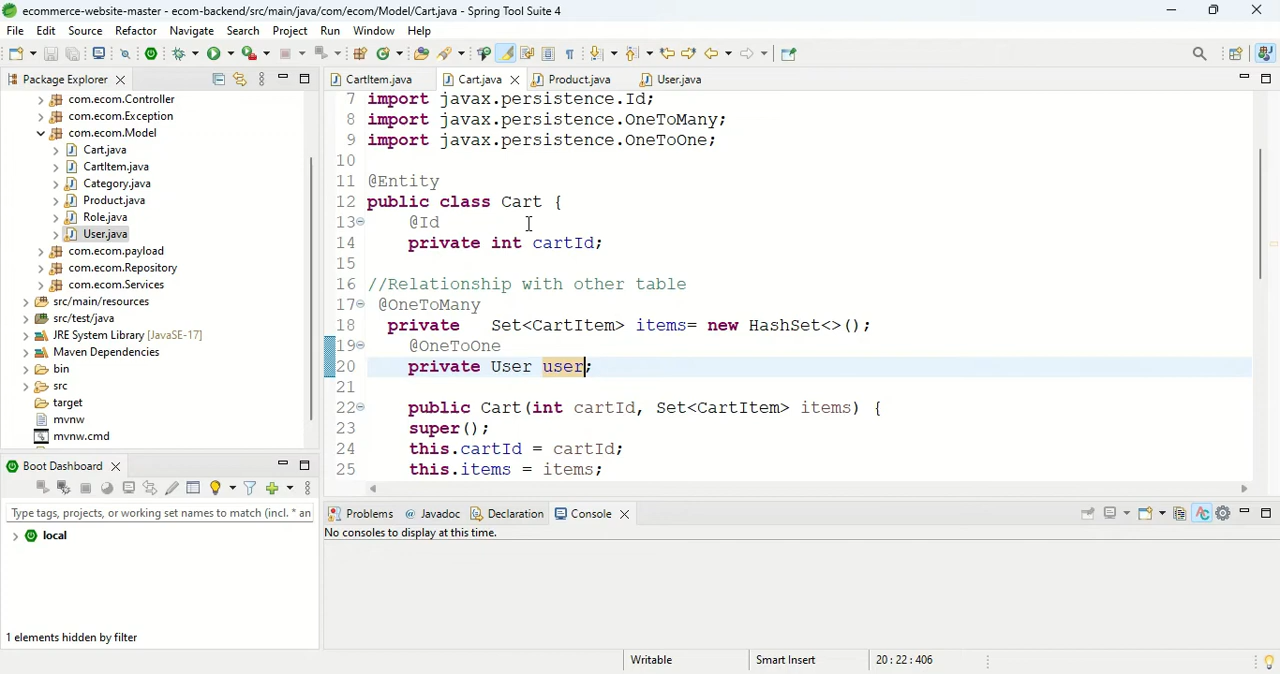 ecommerce-website-master - ecom-backend/src/main/java/com/ecom/Model/Cart.java - Spring Tool Suite 4
File Edit Source Refactor Navigate Search Project Run Window Help
Package Explorer
com.ecom.Controller
com.ecom.Exception
com.ecom.Model
Cart.java
CartItem.java
Category.java
Product.java
Role.java
User.java
com.ecom.payload
com.ecom.Repository
com.ecom.Services
src/main/resources
src/test/java
JRE System Library [JavaSE-17]
Maven Dependencies
bin
src
target
mvnw
mvnw.cmd
Boot Dashboard
Type tags, projects, or working set names to match (incl. * an
local
1 elements hidden by filter
CartItem.java Cart.java Product.java User.java
7 import javax.persistence.Id;
8 import javax.persistence.OneToMany;
9 import javax.persistence.OneToOne;
10
11 @Entity
12 public class Cart {
13 @Id
14 private int cartId;
15
16 //Relationship with other table
17 @OneToMany
18 private Set<CartItem> items= new HashSet<>();
19 @OneToOne
20 private User user;
21
22 public Cart(int cartId, Set<CartItem> items) {
23 super();
24 this.cartId = cartId;
25 this.items = items;
Problems @ Javadoc Declaration Console
No consoles to display at this time.
Writable Smart Insert 20 : 22 : 406